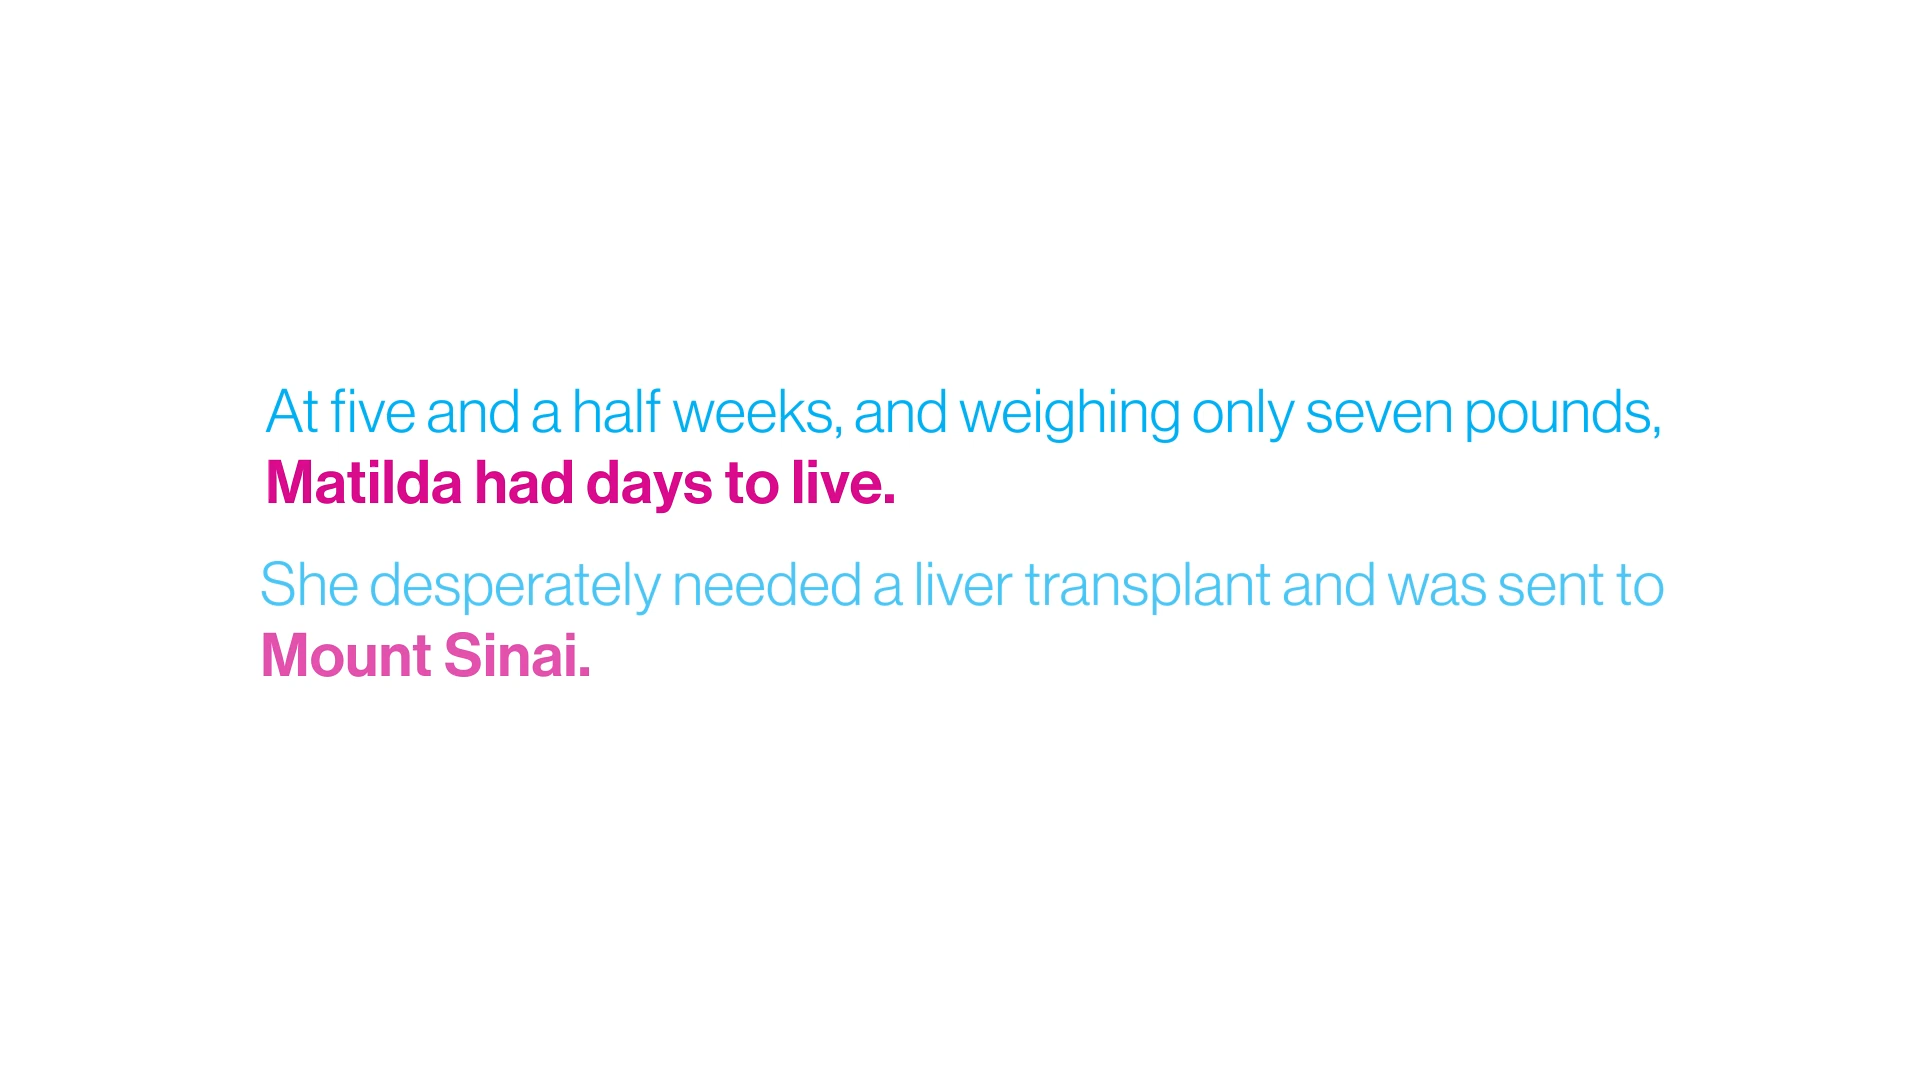 At five and a half weeks, and weighing only seven pounds,
Matilda had days to live.
She desperately needed a liver transplant and was sent to
Mount Sinai.